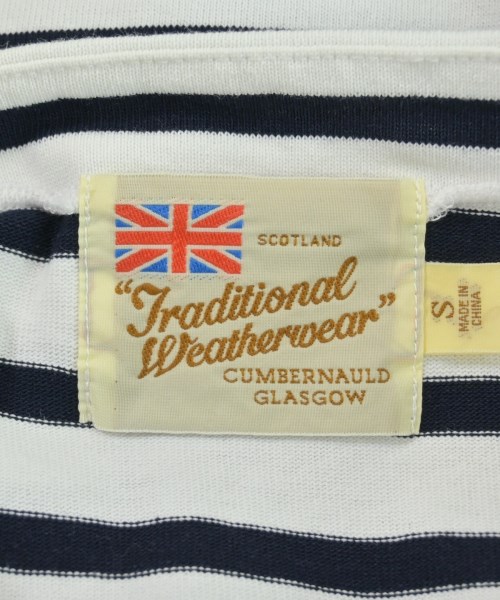 SCOTLAND
"Traditional
Weatherwear"
CUMBERNAULD
GLASGOW
S
MADE IN
CHINA